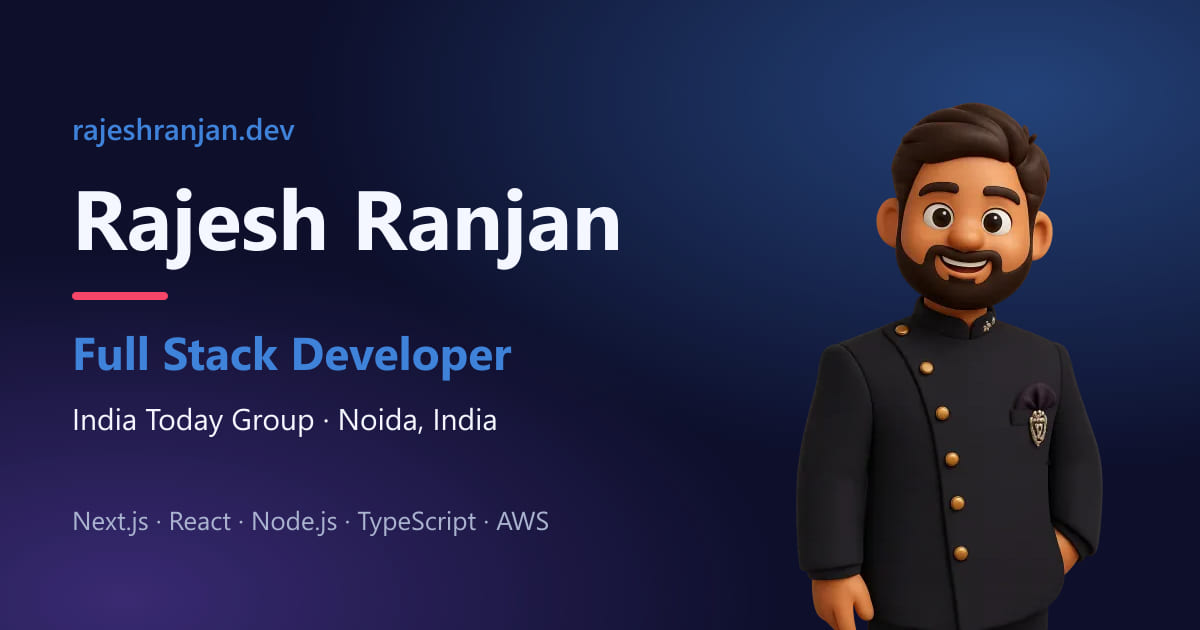 rajeshranjan.dev
Rajesh Ranjan
Full Stack Developer
India Today Group · Noida, India
Next.js · React · Node.js · TypeScript · AWS